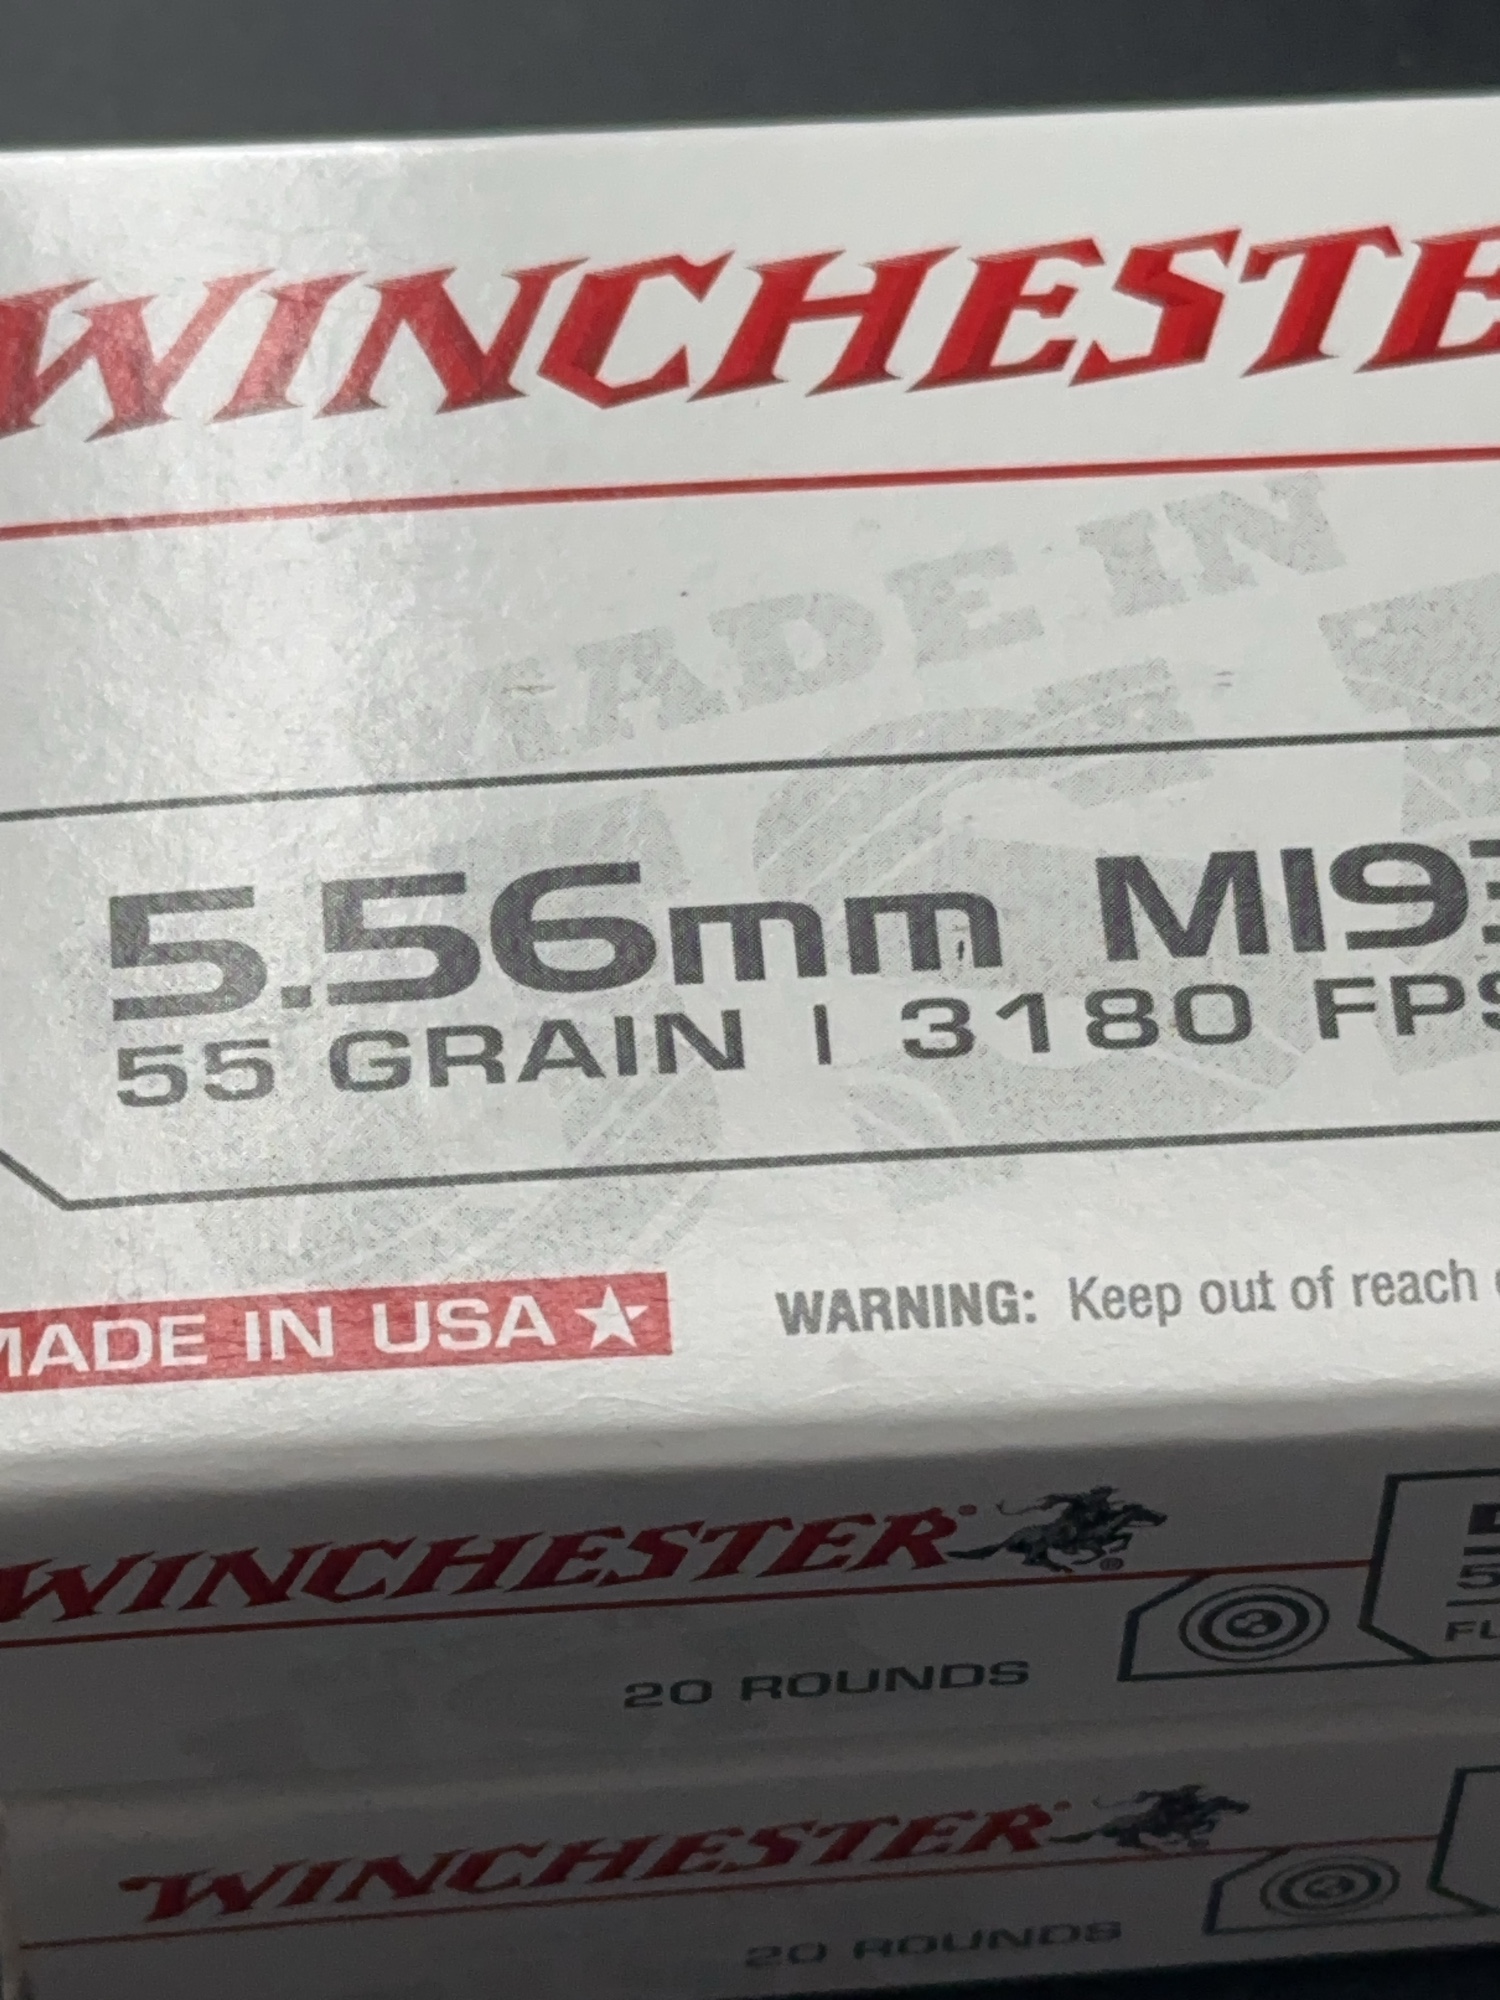 WINCHESTE
MADE IN
5.56mm M193
55 GRAIN | 3180 FPS
MADE IN USA
WARNING: Keep out of reach
WINCHESTER
20 ROUNDS
WINCHESTER
20 ROUNDS